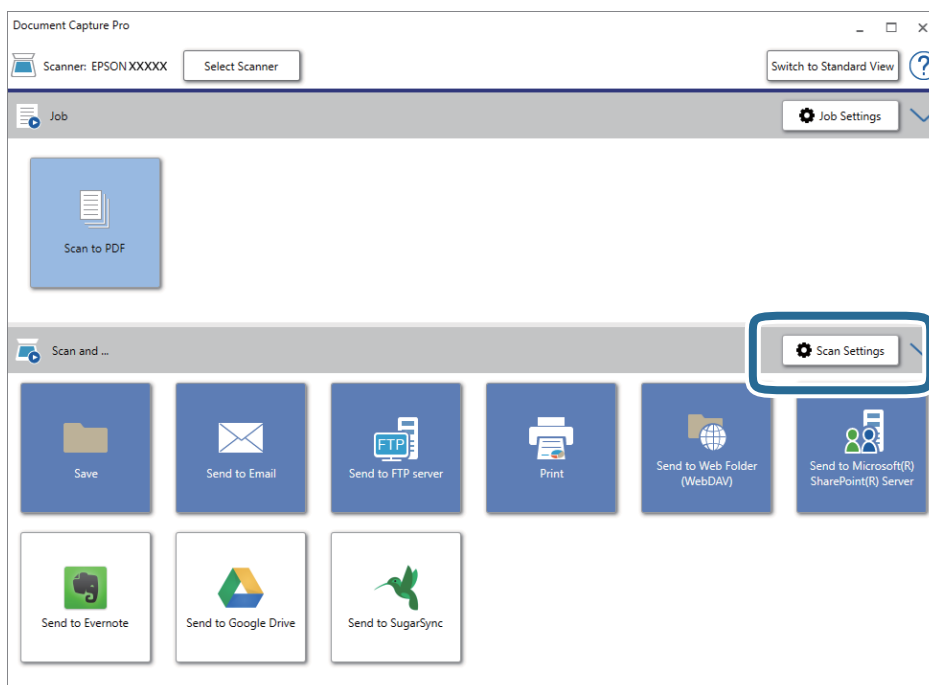 Document Capture Pro
Scanner: EPSON XXXXX
Select Scanner
Switch to Standard View
?
Job
Job Settings
Scan to PDF
Scan and ...
Scan Settings
Save
Send to Email
FTP
Send to FTP server
Print
Send to Web Folder
(WebDAV)
Send to Microsoft(R)
SharePoint(R) Server
Send to Evernote
Send to Google Drive
Send to SugarSync